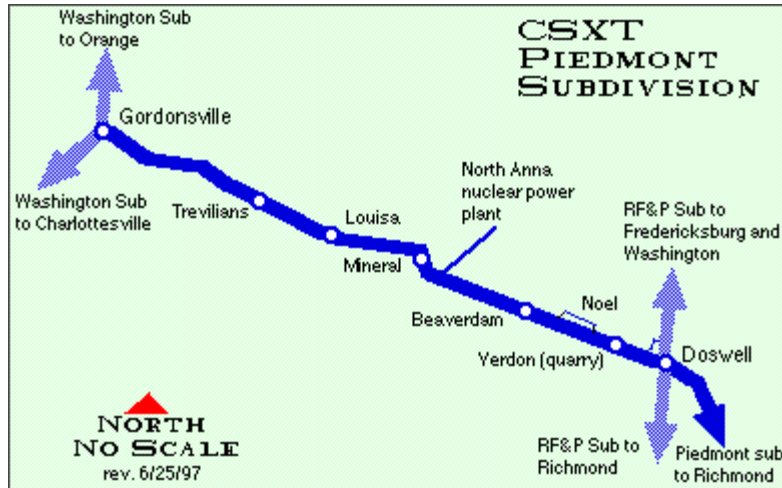 Washington Sub
to Orange
CSXT
PIEDMONT
SUBDIVISION
Gordonsville
Washington Sub
to Charlottesville
Trevilians
Louisa
Mineral
North Anna
nuclear power
plant
RF&P Sub to
Fredericksburg and
Washington
Beaverdam
Noel
Verdon (quarry)
Doswell
NORTH
NO SCALE
rev. 6/25/97
RF&P Sub to
Richmond
Piedmont sub
to Richmond